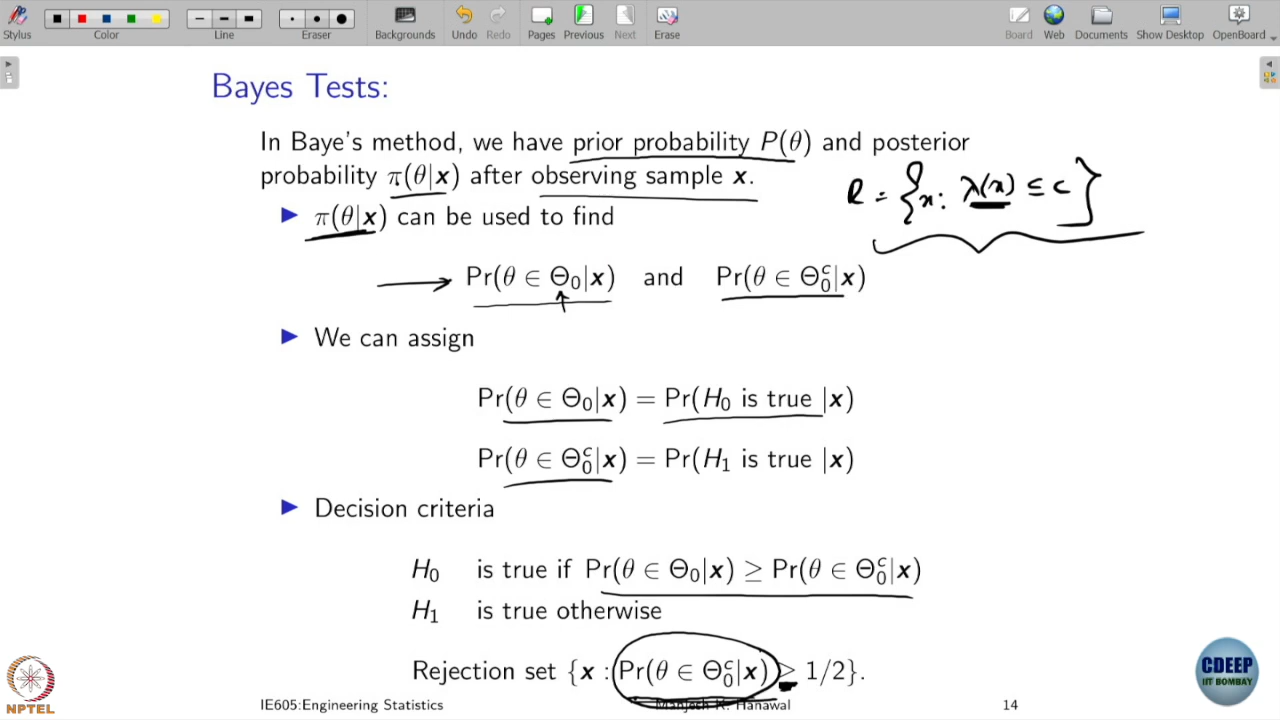 Stylus Color Line Eraser Backgrounds Undo Redo Pages Previous Next Erase Board Web Documents Show Desktop OpenBoard
Bayes Tests:
In Baye's method, we have prior probability P(θ) and posterior
probability π(θ|x) after observing sample x.
R = {x: λ(x) ≤ c}
▶ π(θ|x) can be used to find
Pr(θ ∈ Θ₀|x) and Pr(θ ∈ Θ₀ᶜ|x)
▶ We can assign
Pr(θ ∈ Θ₀|x) = Pr(H₀ is true |x)
Pr(θ ∈ Θ₀ᶜ|x) = Pr(H₁ is true |x)
▶ Decision criteria
H₀ is true if Pr(θ ∈ Θ₀|x) ≥ Pr(θ ∈ Θ₀ᶜ|x)
H₁ is true otherwise
Rejection set {x : Pr(θ ∈ Θ₀ᶜ|x) > 1/2}.
IE605:Engineering Statistics Manjesh K. Hanawal 14
NPTEL
CDEEP
IIT BOMBAY